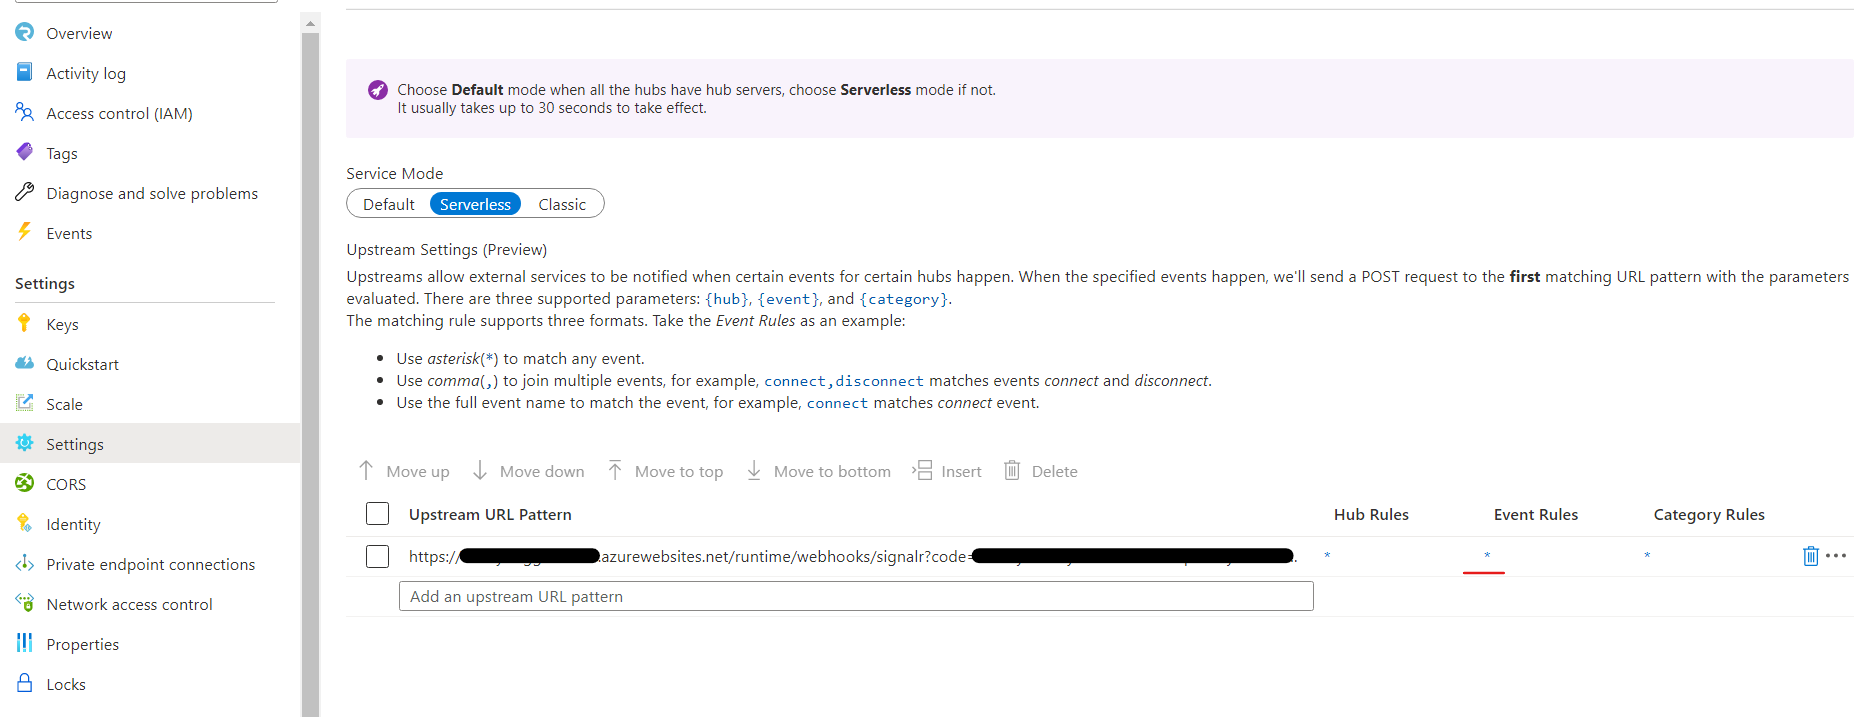 Overview
Activity log
Access control (IAM)
Tags
Diagnose and solve problems
Events
Settings
Keys
Quickstart
Scale
Settings
CORS
Identity
Private endpoint connections
Network access control
Properties
Locks
Choose Default mode when all the hubs have hub servers, choose Serverless mode if not.
It usually takes up to 30 seconds to take effect.
Service Mode
Default Serverless Classic
Upstream Settings (Preview)
Upstreams allow external services to be notified when certain events for certain hubs happen. When the specified events happen, we'll send a POST request to the first matching URL pattern with the parameters
evaluated. There are three supported parameters: {hub}, {event}, and {category}.
The matching rule supports three formats. Take the Event Rules as an example:
• Use asterisk(*) to match any event.
• Use comma(,) to join multiple events, for example, connect,disconnect matches events connect and disconnect.
• Use the full event name to match the event, for example, connect matches connect event.
Move up Move down Move to top Move to bottom Insert Delete
Upstream URL Pattern Hub Rules Event Rules Category Rules
https:// .azurewebsites.net/runtime/webhooks/signalr?code= * * *
Add an upstream URL pattern